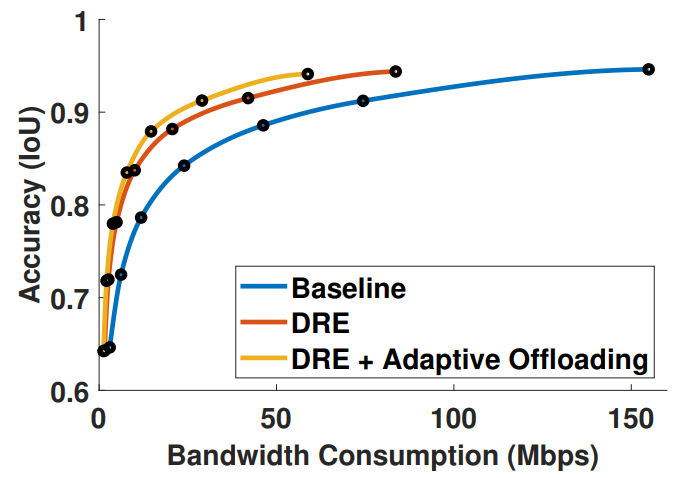 1
0.9
0.8
0.7
0.6
Accuracy (IoU)
Baseline
DRE
DRE + Adaptive Offloading
0 50 100 150
Bandwidth Consumption (Mbps)